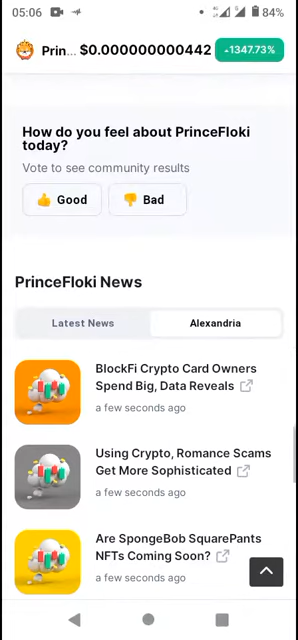 05:06
84%
Prin... $0.000000000442 1347.73%
How do you feel about PrinceFloki
today?
Vote to see community results
👍 Good 👎 Bad
PrinceFloki News
Latest News Alexandria
BlockFi Crypto Card Owners
Spend Big, Data Reveals
a few seconds ago
Using Crypto, Romance Scams
Get More Sophisticated
a few seconds ago
Are SpongeBob SquarePants
NFTs Coming Soon?
a few seconds ago